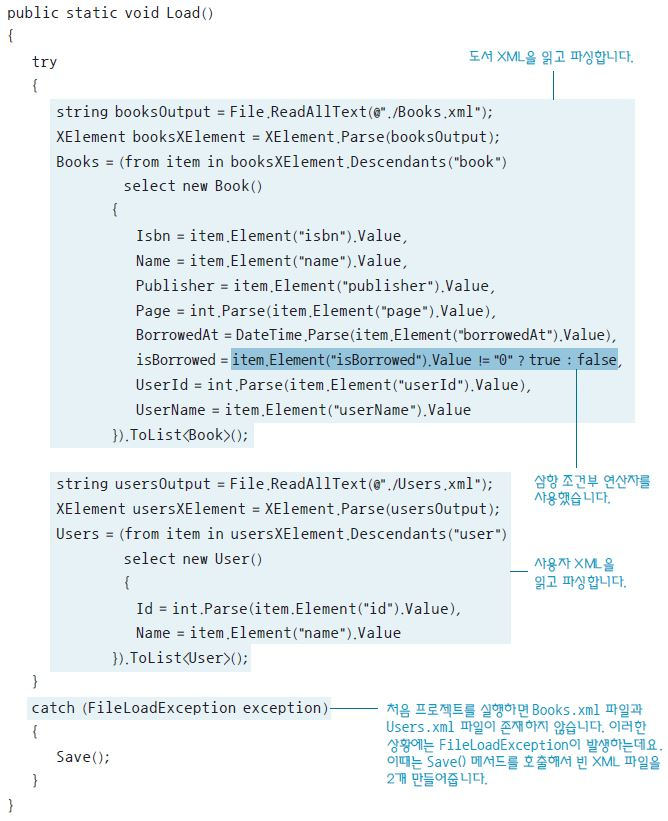 public static void Load()
{
try
도서 XML을 읽고 파싱합니다.
{
string booksOutput = File.ReadAllText(@"./Books.xml");
XElement booksXElement = XElement.Parse(booksOutput);
Books = (from item in booksXElement.Descendants("book")
select new Book()
{
Isbn = item.Element("isbn").Value,
Name = item.Element("name").Value,
Publisher = item.Element("publisher").Value,
Page = int.Parse(item.Element("page").Value),
BorrowedAt = DateTime.Parse(item.Element("borrowedAt").Value),
isBorrowed = item.Element("isBorrowed").Value != "0" ? true : false,
UserId = int.Parse(item.Element("userId").Value),
UserName = item.Element("userName").Value
}).ToList<Book>();
삼항 조건부 연산자를
사용했습니다.
string usersOutput = File.ReadAllText(@"./Users.xml");
XElement usersXElement = XElement.Parse(usersOutput);
Users = (from item in usersXElement.Descendants("user")
select new User()
{
Id = int.Parse(item.Element("id").Value),
Name = item.Element("name").Value
}).ToList<User>();
사용자 XML을
읽고 파싱합니다.
}
catch (FileLoadException exception)
{
Save();
}
}
처음 프로젝트를 실행하면 Books.xml 파일과
Users.xml 파일이 존재하지 않습니다. 이러한
상황에는 FileLoadException이 발생하는데요.
이때는 Save() 메서드를 호출해서 빈 XML 파일을
2개 만들어줍니다.